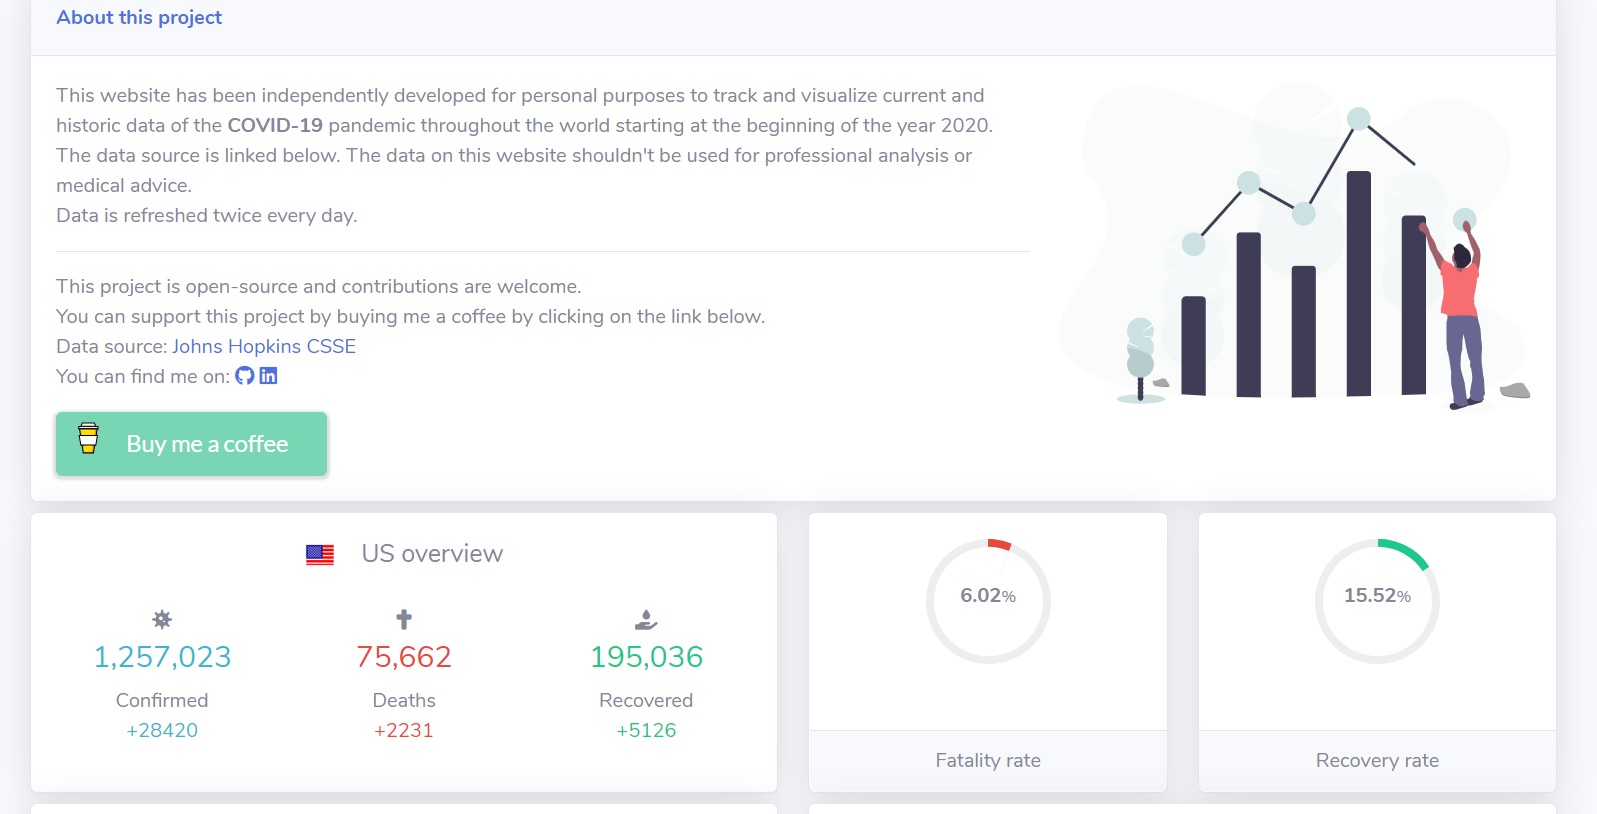 About this project
This website has been independently developed for personal purposes to track and visualize current and
historic data of the COVID-19 pandemic throughout the world starting at the beginning of the year 2020.
The data source is linked below. The data on this website shouldn't be used for professional analysis or
medical advice.
Data is refreshed twice every day.
This project is open-source and contributions are welcome.
You can support this project by buying me a coffee by clicking on the link below.
Data source: Johns Hopkins CSSE
You can find me on:
Buy me a coffee
US overview
1,257,023
Confirmed
+28420
75,662
Deaths
+2231
195,036
Recovered
+5126
6.02%
Fatality rate
15.52%
Recovery rate